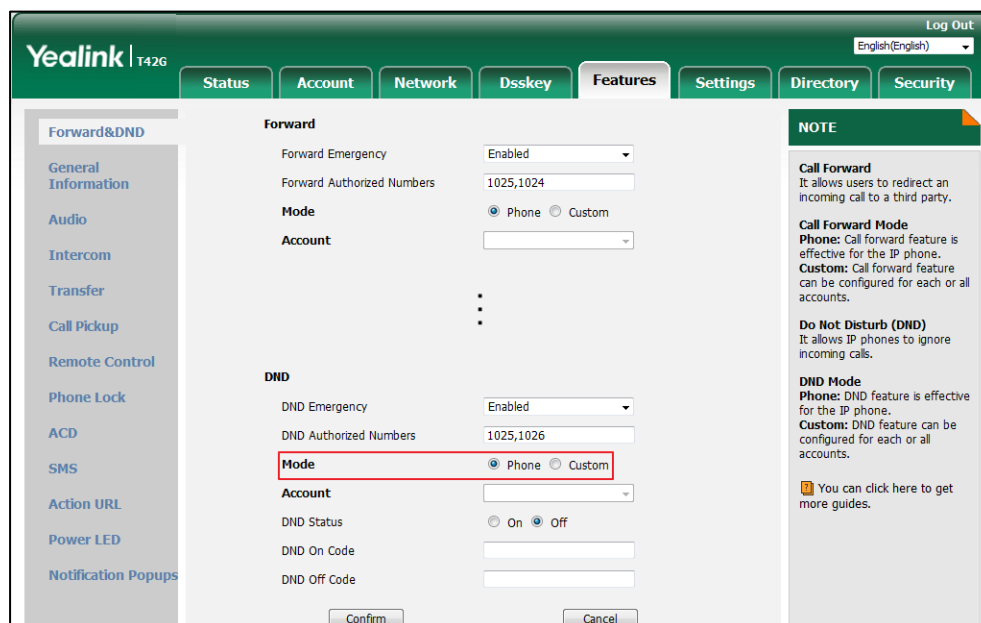 Log Out
Yealink T42G
English(English)
Status Account Network Dsskey Features Settings Directory Security
Forward&DND
General
Information
Audio
Intercom
Transfer
Call Pickup
Remote Control
Phone Lock
ACD
SMS
Action URL
Power LED
Notification Popups
Forward
Forward Emergency Enabled
Forward Authorized Numbers 1025,1024
Mode Phone Custom
Account
DND
DND Emergency Enabled
DND Authorized Numbers 1025,1026
Mode Phone Custom
Account
DND Status On Off
DND On Code
DND Off Code
Confirm Cancel
NOTE
Call Forward
It allows users to redirect an
incoming call to a third party.
Call Forward Mode
Phone: Call forward feature is
effective for the IP phone.
Custom: Call forward feature
can be configured for each or all
accounts.
Do Not Disturb (DND)
It allows IP phones to ignore
incoming calls.
DND Mode
Phone: DND feature is effective
for the IP phone.
Custom: DND feature can be
configured for each or all
accounts.
? You can click here to get
more guides.